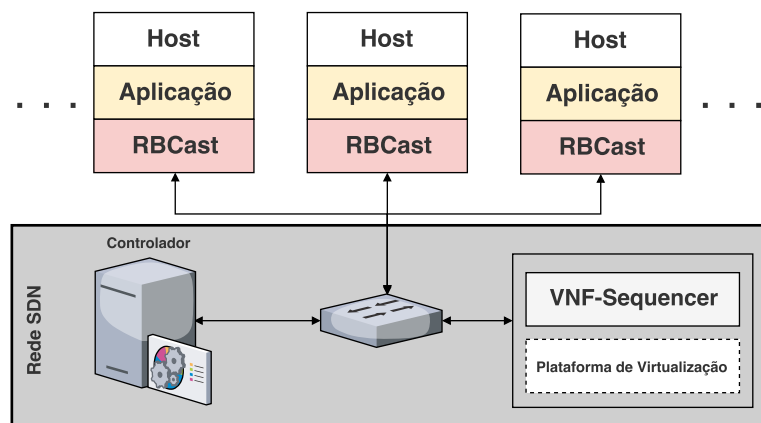 Host
Host
Host
Aplicação
Aplicação
Aplicação
. . .
. . .
RBCast
RBCast
RBCast
Controlador
Rede SDN
VNF-Sequencer
Plataforma de Virtualização